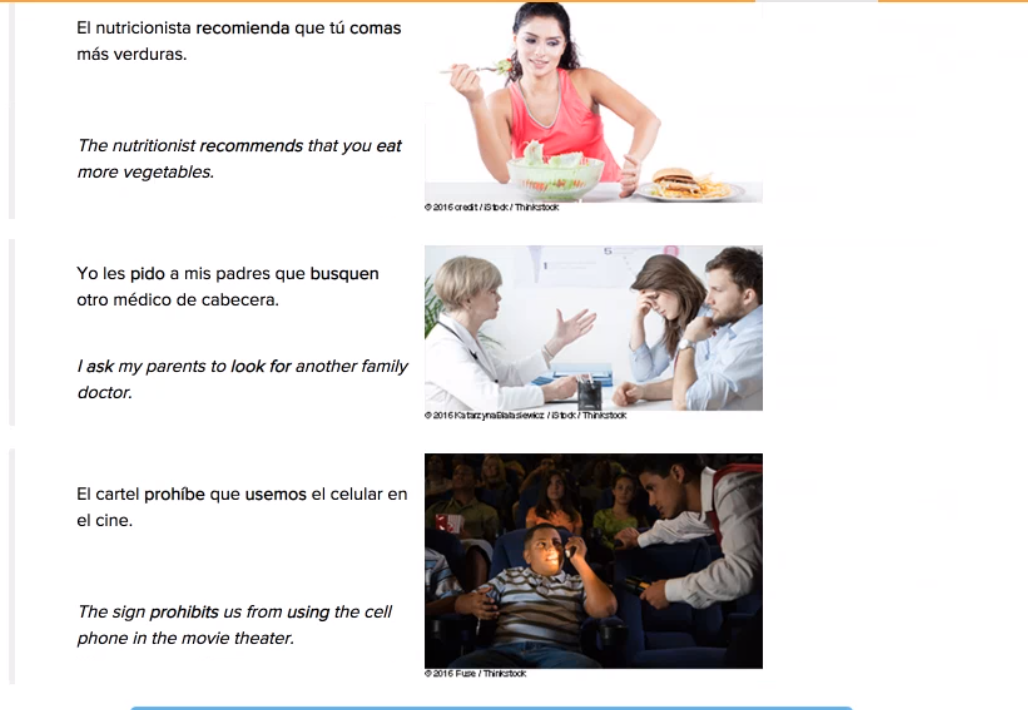 El nutricionista recomienda que tú comas
más verduras.
The nutritionist recommends that you eat
more vegetables.
© 2016 credit / iStock / Thinkstock
Yo les pido a mis padres que busquen
otro médico de cabecera.
I ask my parents to look for another family
doctor.
© 2016 KatarzynaBialasiewicz / iStock / Thinkstock
El cartel prohíbe que usemos el celular en
el cine.
The sign prohibits us from using the cell
phone in the movie theater.
© 2016 Fuse / Thinkstock